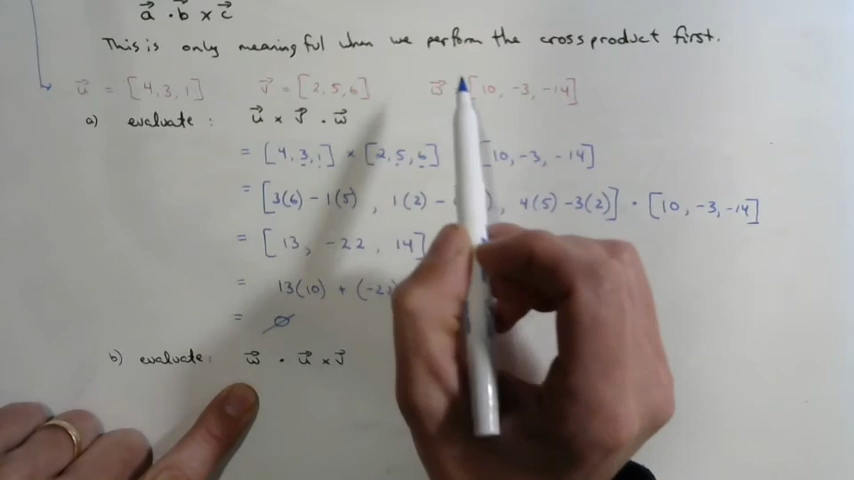 a⃗ · b⃗ × c⃗
This is only meaningful when we perform the cross product first.
u⃗ = [4, 3, 1] v⃗ = [2, 5, 6] w⃗ [10, -3, -14]
a) evaluate: u⃗ × v⃗ · w⃗
= [4, 3, 1] × [2, 5, 6] [10, -3, -14]
= [3(6) - 1(5) , 1(2) - , 4(5) - 3(2)] · [10, -3, -14]
= [13, -22, 14]
= 13(10) + (-22)
= 0
b) evaluate: w⃗ · u⃗ × v⃗